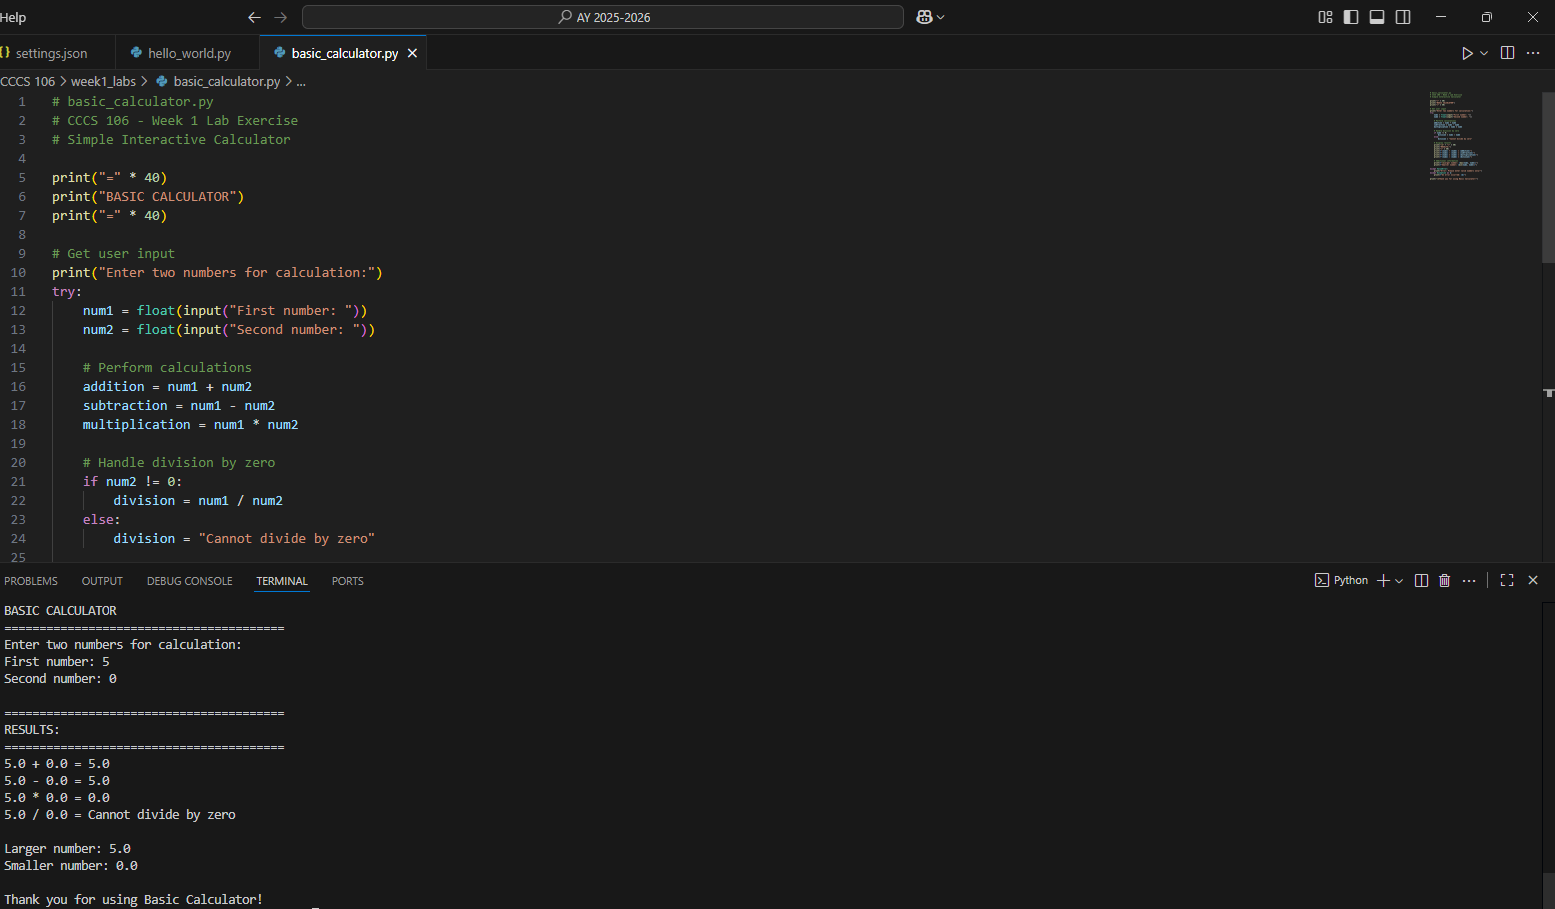 Help
AY 2025-2026
settings.json
hello_world.py
basic_calculator.py
CCCS 106 > week1_labs > basic_calculator.py > ...
1 # basic_calculator.py
2 # CCCS 106 - Week 1 Lab Exercise
3 # Simple Interactive Calculator
4
5 print("=" * 40)
6 print("BASIC CALCULATOR")
7 print("=" * 40)
8
9 # Get user input
10 print("Enter two numbers for calculation:")
11 try:
12 num1 = float(input("First number: "))
13 num2 = float(input("Second number: "))
14
15 # Perform calculations
16 addition = num1 + num2
17 subtraction = num1 - num2
18 multiplication = num1 * num2
19
20 # Handle division by zero
21 if num2 != 0:
22 division = num1 / num2
23 else:
24 division = "Cannot divide by zero"
25
PROBLEMS OUTPUT DEBUG CONSOLE TERMINAL PORTS
Python
BASIC CALCULATOR
========================================
Enter two numbers for calculation:
First number: 5
Second number: 0
========================================
RESULTS:
========================================
5.0 + 0.0 = 5.0
5.0 - 0.0 = 5.0
5.0 * 0.0 = 0.0
5.0 / 0.0 = Cannot divide by zero
Larger number: 5.0
Smaller number: 0.0
Thank you for using Basic Calculator!